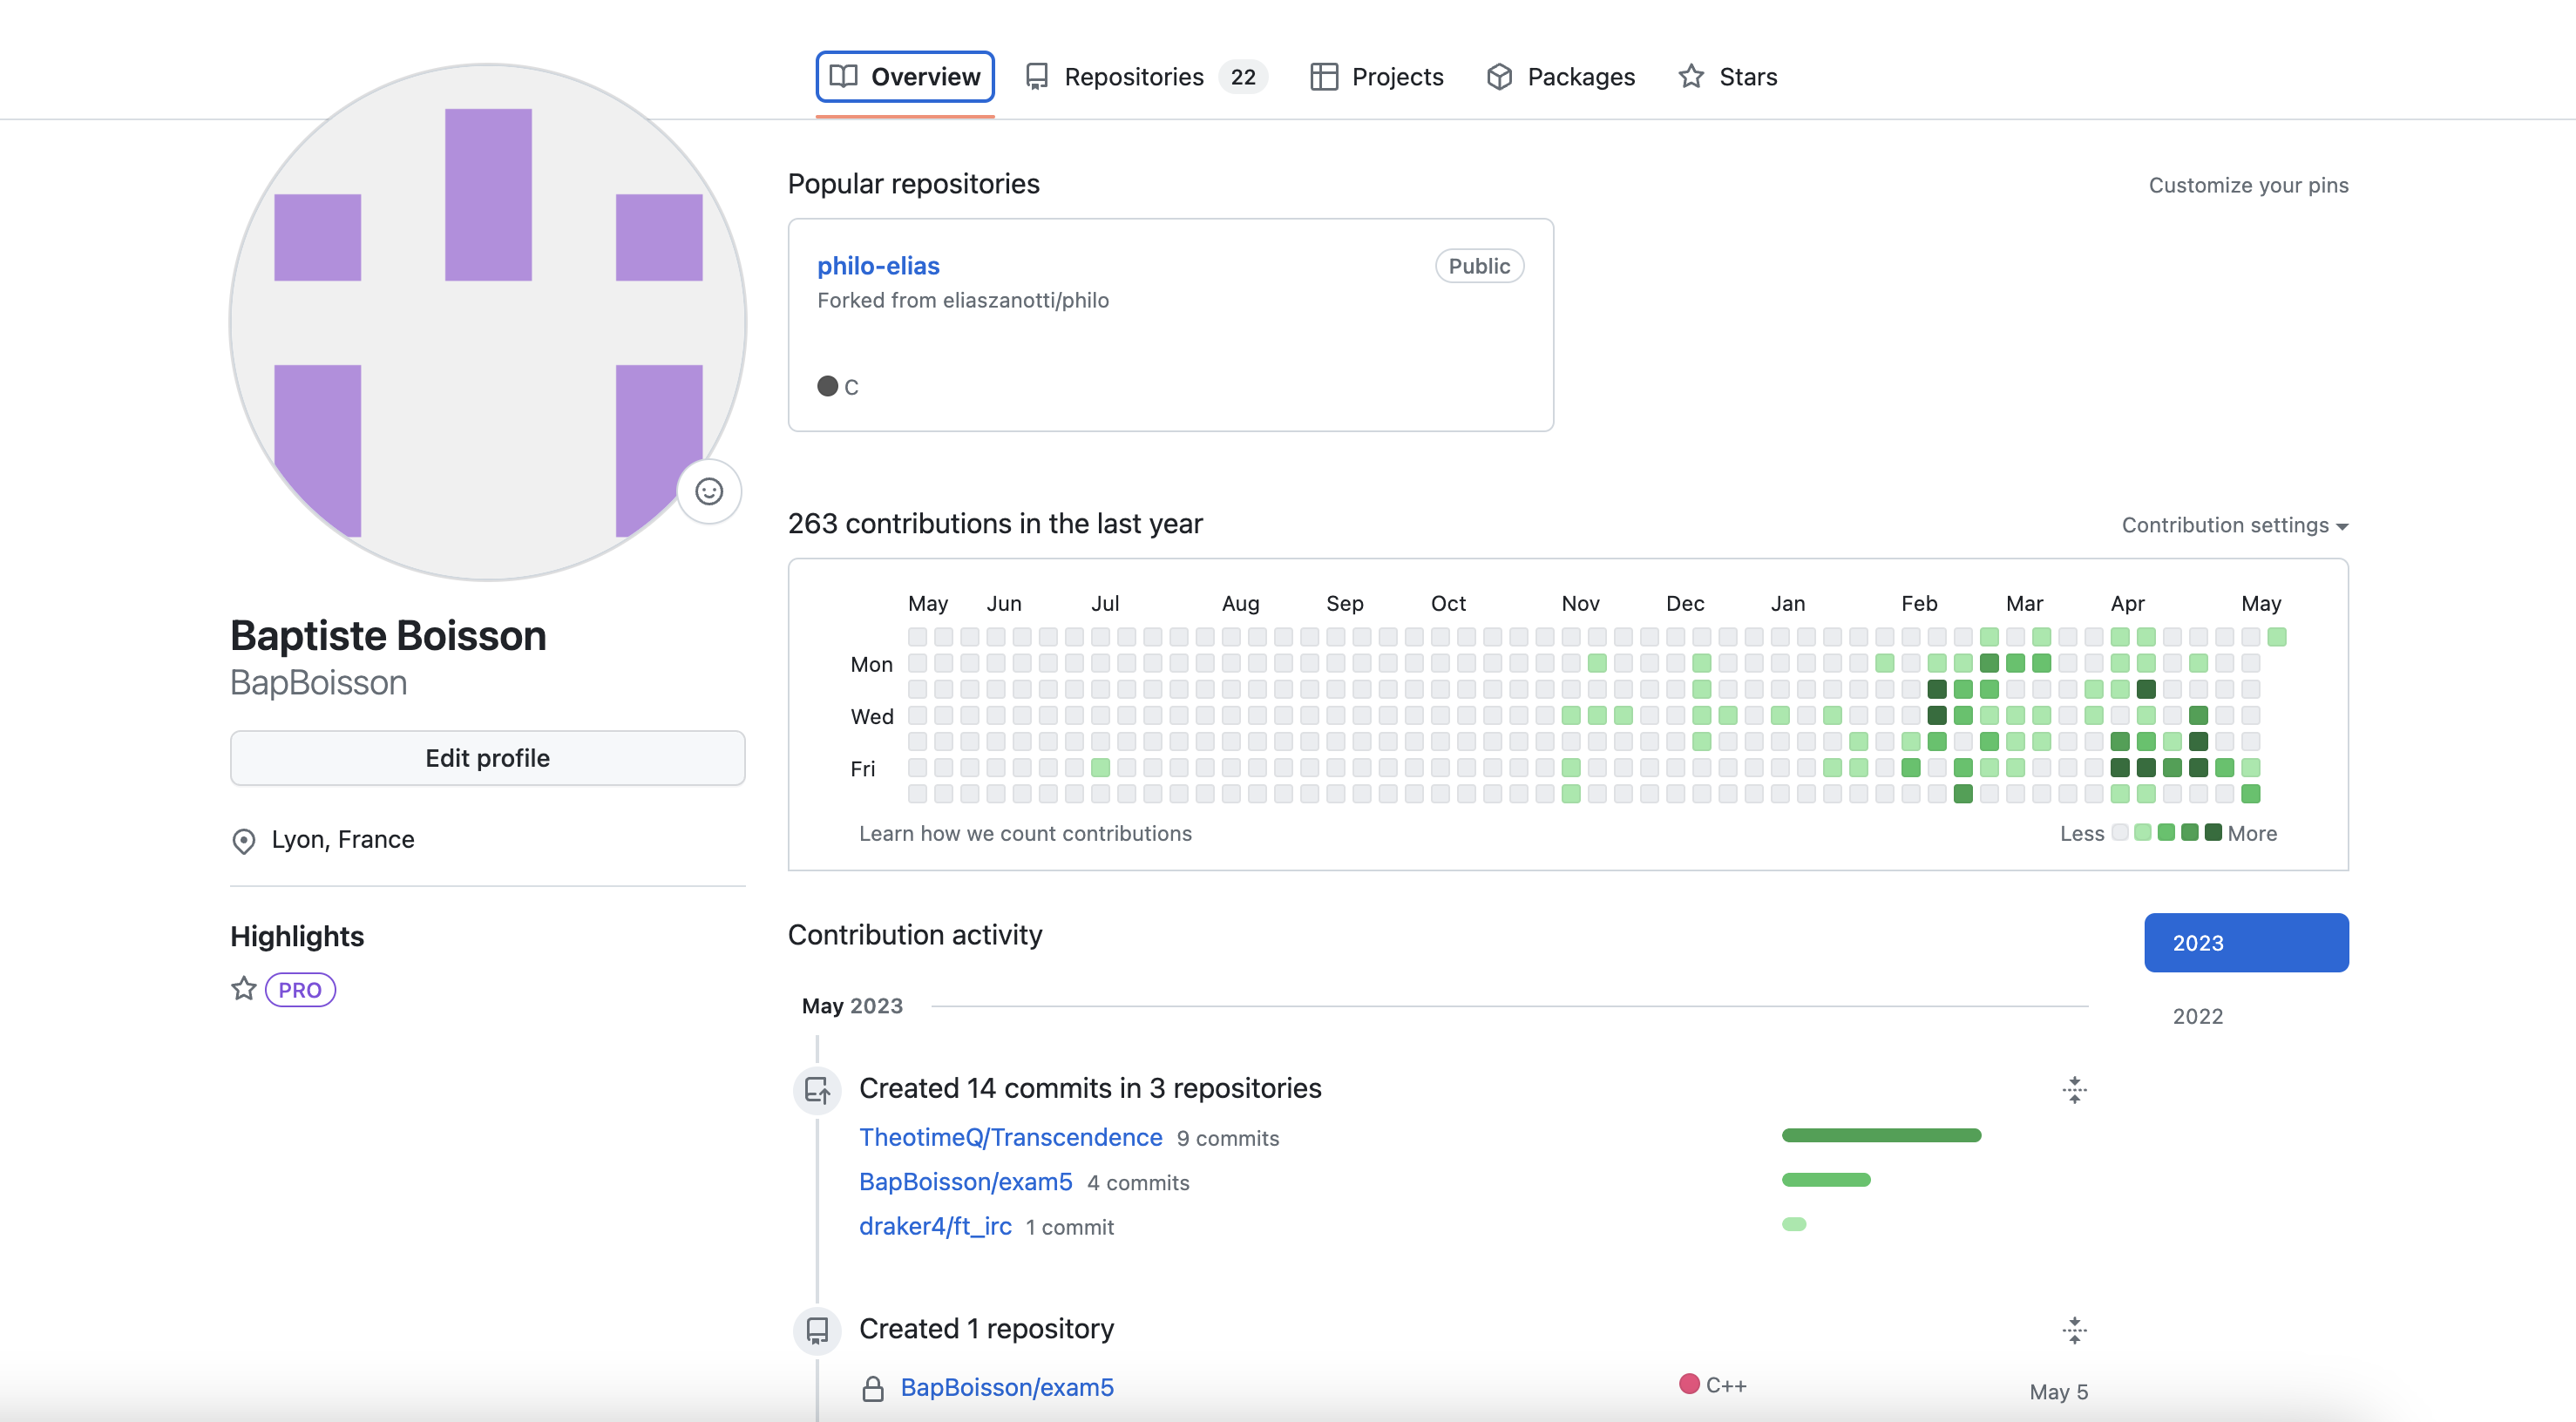 Overview Repositories 22 Projects Packages Stars
Baptiste Boisson
BapBoisson
Edit profile
Lyon, France
Highlights
PRO
Popular repositories Customize your pins
philo-elias Public
Forked from eliaszanotti/philo
C
263 contributions in the last year Contribution settings
May Jun Jul Aug Sep Oct Nov Dec Jan Feb Mar Apr May
Mon
Wed
Fri
Learn how we count contributions Less More
Contribution activity
2023
2022
May 2023
Created 14 commits in 3 repositories
TheotimeQ/Transcendence 9 commits
BapBoisson/exam5 4 commits
draker4/ft_irc 1 commit
Created 1 repository
BapBoisson/exam5 C++ May 5